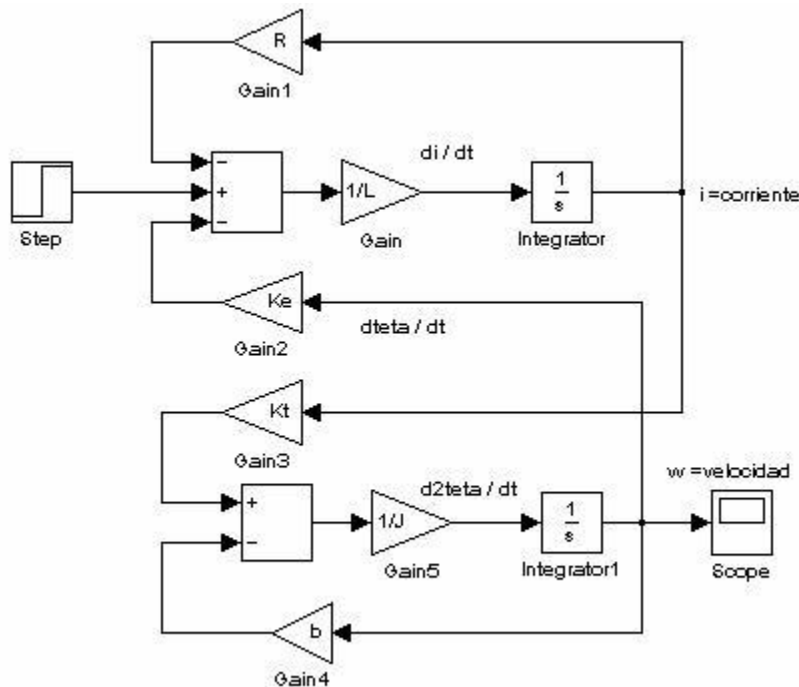 R
Gain1
−
+
−
1/L
di / dt
1
s
i =corriente
Step
Gain
Integrator
Ke
dteta / dt
Gain2
Kt
Gain3
w =velocidad
d2teta / dt
+
−
1/J
1
s
Gain5
Integrator1
Scope
b
Gain4